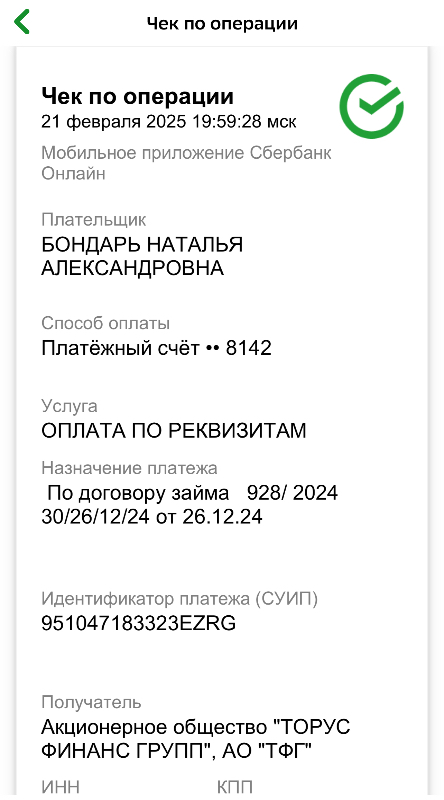 Чек по операции
Чек по операции
21 февраля 2025 19:59:28 мск
Мобильное приложение Сбербанк
Онлайн
Плательщик
БОНДАРЬ НАТАЛЬЯ
АЛЕКСАНДРОВНА
Способ оплаты
Платёжный счёт •• 8142
Услуга
ОПЛАТА ПО РЕКВИЗИТАМ
Назначение платежа
По договору займа 928/ 2024
30/26/12/24 от 26.12.24
Идентификатор платежа (СУИП)
951047183323EZRG
Получатель
Акционерное общество "ТОРУС
ФИНАНС ГРУПП", АО "ТФГ"
ИНН КПП